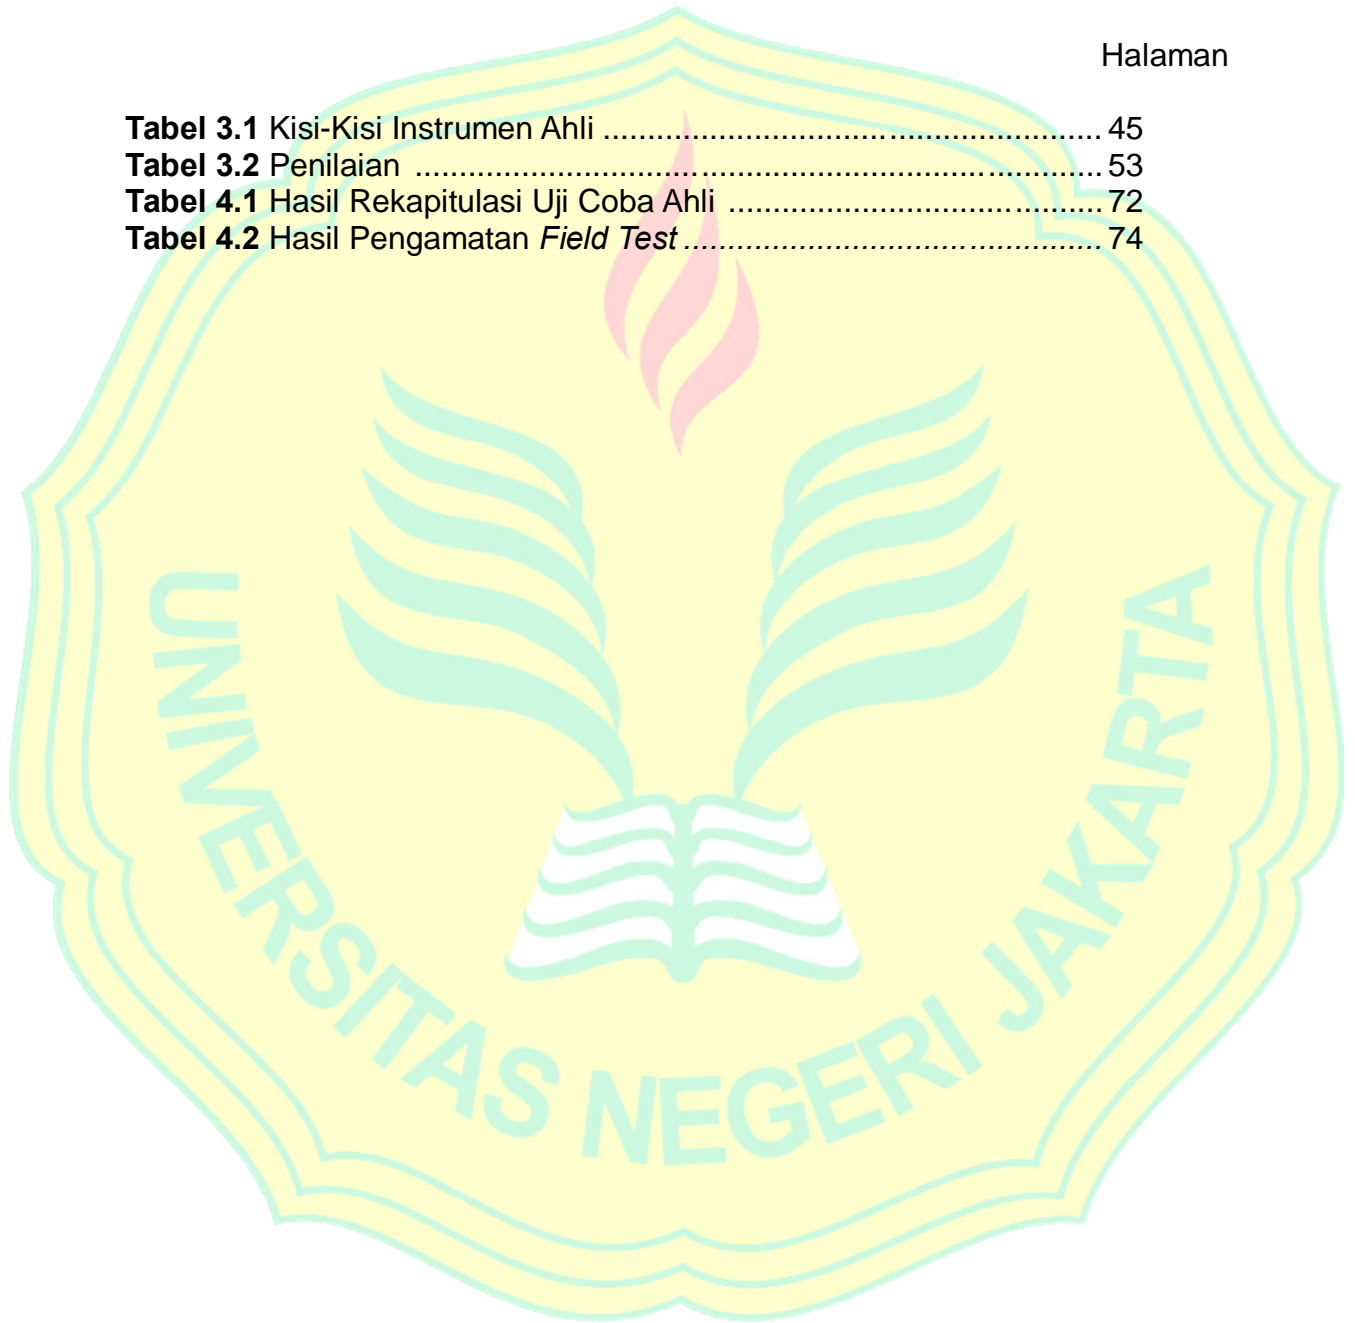 Halaman
Tabel 3.1 Kisi-Kisi Instrumen Ahli ........................................................ 45
Tabel 3.2 Penilaian .............................................................................. 53
Tabel 4.1 Hasil Rekapitulasi Uji Coba Ahli .......................................... 72
Tabel 4.2 Hasil Pengamatan Field Test ............................................... 74
UNIVERSITAS NEGERI JAKARTA